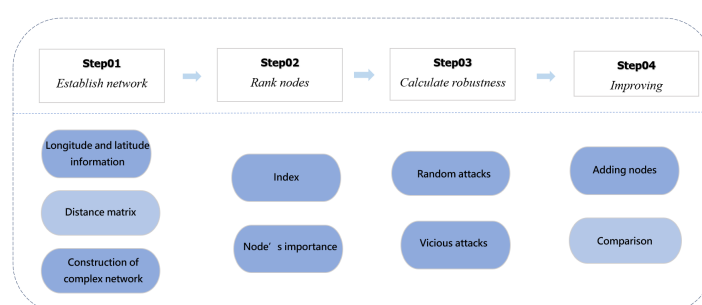 Step01
Establish network
Step02
Rank nodes
Step03
Calculate robustness
Step04
Improving
Longitude and latitude
information
Distance matrix
Construction of
complex network
Index
Node’s importance
Random attacks
Vicious attacks
Adding nodes
Comparison